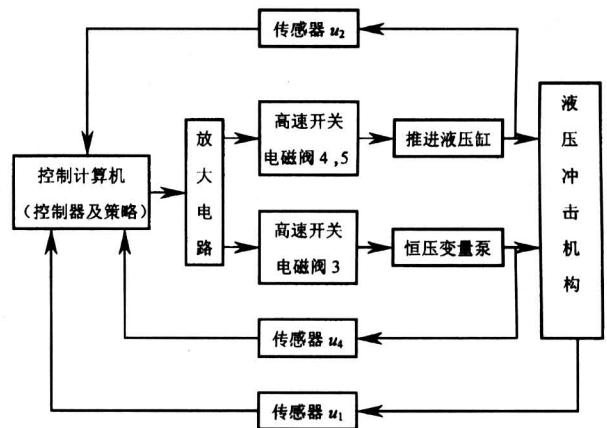 传感器 u₂
控制计算机
（控制器及策略）
放大电路
高速开关
电磁阀 4 ,5
推进液压缸
高速开关
电磁阀 3
恒压变量泵
液压冲击机构
传感器 u₄
传感器 u₁